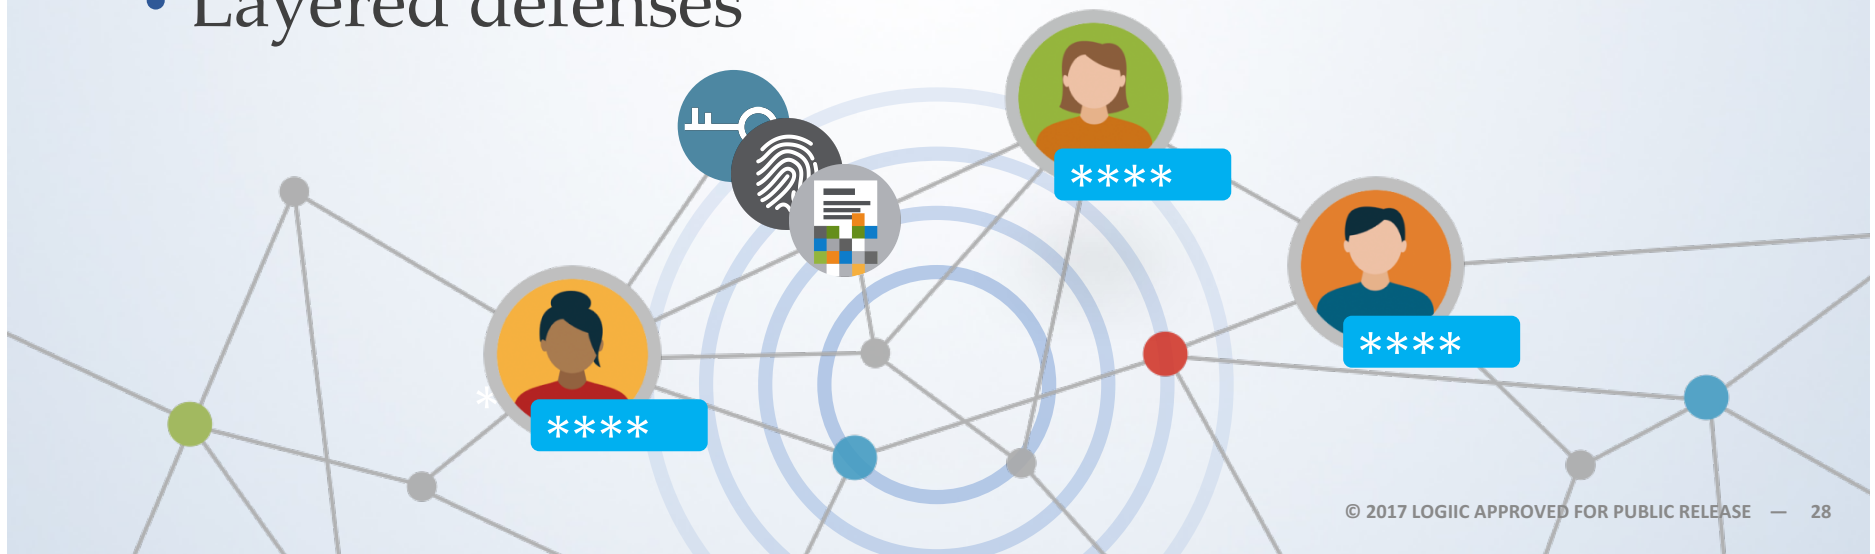 • Layered defenses
****
****
*
****
© 2017 LOGIIC APPROVED FOR PUBLIC RELEASE — 28